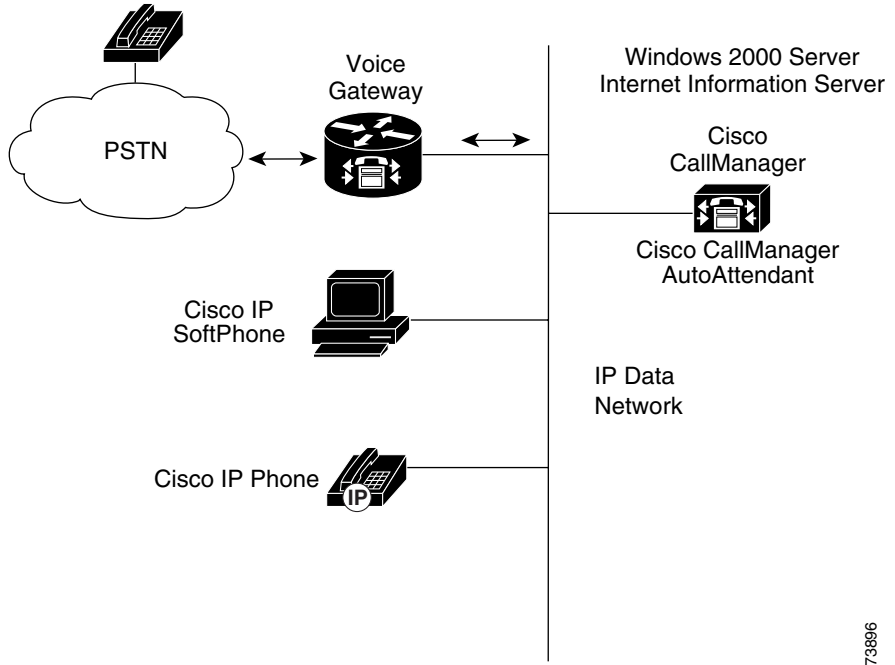 Windows 2000 Server
Internet Information Server
Voice
Gateway
PSTN
Cisco
CallManager
Cisco CallManager
AutoAttendant
Cisco IP
SoftPhone
IP Data
Network
Cisco IP Phone
IP
73896